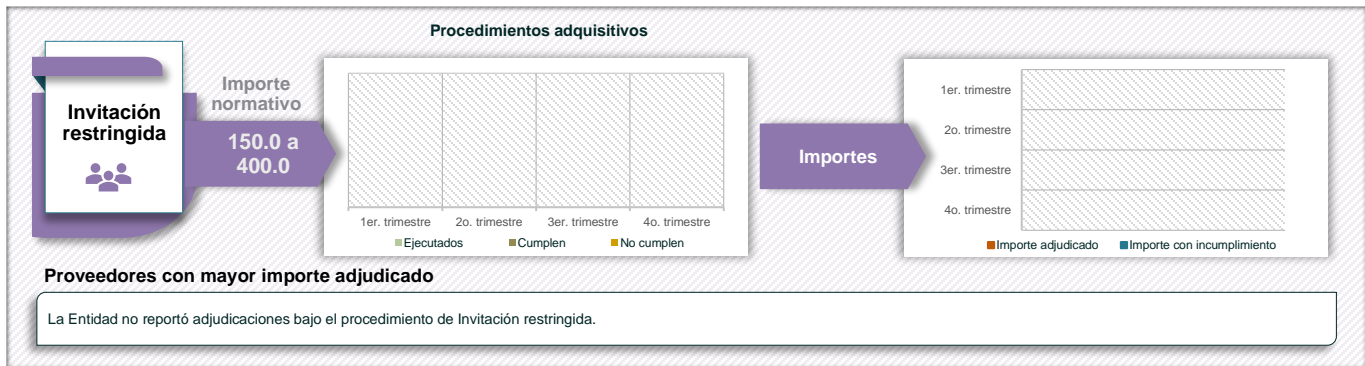 Procedimientos adquisitivos
Invitación
restringida
Importe
normativo
150.0 a
400.0
1er. trimestre 2o. trimestre 3er. trimestre 4o. trimestre
Ejecutados Cumplen No cumplen
Importes
1er. trimestre
2o. trimestre
3er. trimestre
4o. trimestre
Importe adjudicado Importe con incumplimiento
Proveedores con mayor importe adjudicado
La Entidad no reportó adjudicaciones bajo el procedimiento de Invitación restringida.